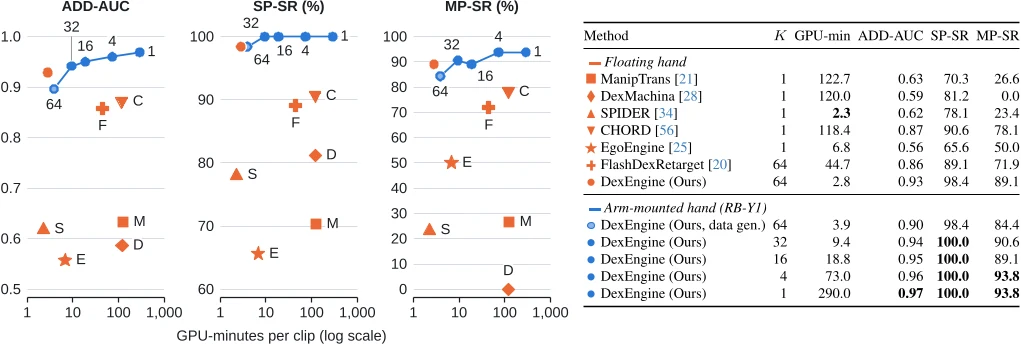 ADD-AUC
SP-SR (%)
MP-SR (%)
1.0
0.9
0.8
0.7
0.6
0.5
32
16
4
1
64
C
F
S
E
M
D
1 10 100 1,000
100
90
80
70
60
32
64
16
4
1
C
F
D
S
M
E
1 10 100 1,000
100
90
80
70
60
50
40
30
20
10
0
4
32
1
16
64
C
F
E
S
M
D
1 10 100 1,000
GPU-minutes per clip (log scale)
Method K GPU-min ADD-AUC SP-SR MP-SR
Floating hand
ManipTrans [21] 1 122.7 0.63 70.3 26.6
DexMachina [28] 1 120.0 0.59 81.2 0.0
SPIDER [34] 1 2.3 0.62 78.1 23.4
CHORD [56] 1 118.4 0.87 90.6 78.1
EgoEngine [25] 1 6.8 0.56 65.6 50.0
FlashDexRetarget [20] 64 44.7 0.86 89.1 71.9
DexEngine (Ours) 64 2.8 0.93 98.4 89.1
Arm-mounted hand (RB-Y1)
DexEngine (Ours, data gen.) 64 3.9 0.90 98.4 84.4
DexEngine (Ours) 32 9.4 0.94 100.0 90.6
DexEngine (Ours) 16 18.8 0.95 100.0 89.1
DexEngine (Ours) 4 73.0 0.96 100.0 93.8
DexEngine (Ours) 1 290.0 0.97 100.0 93.8